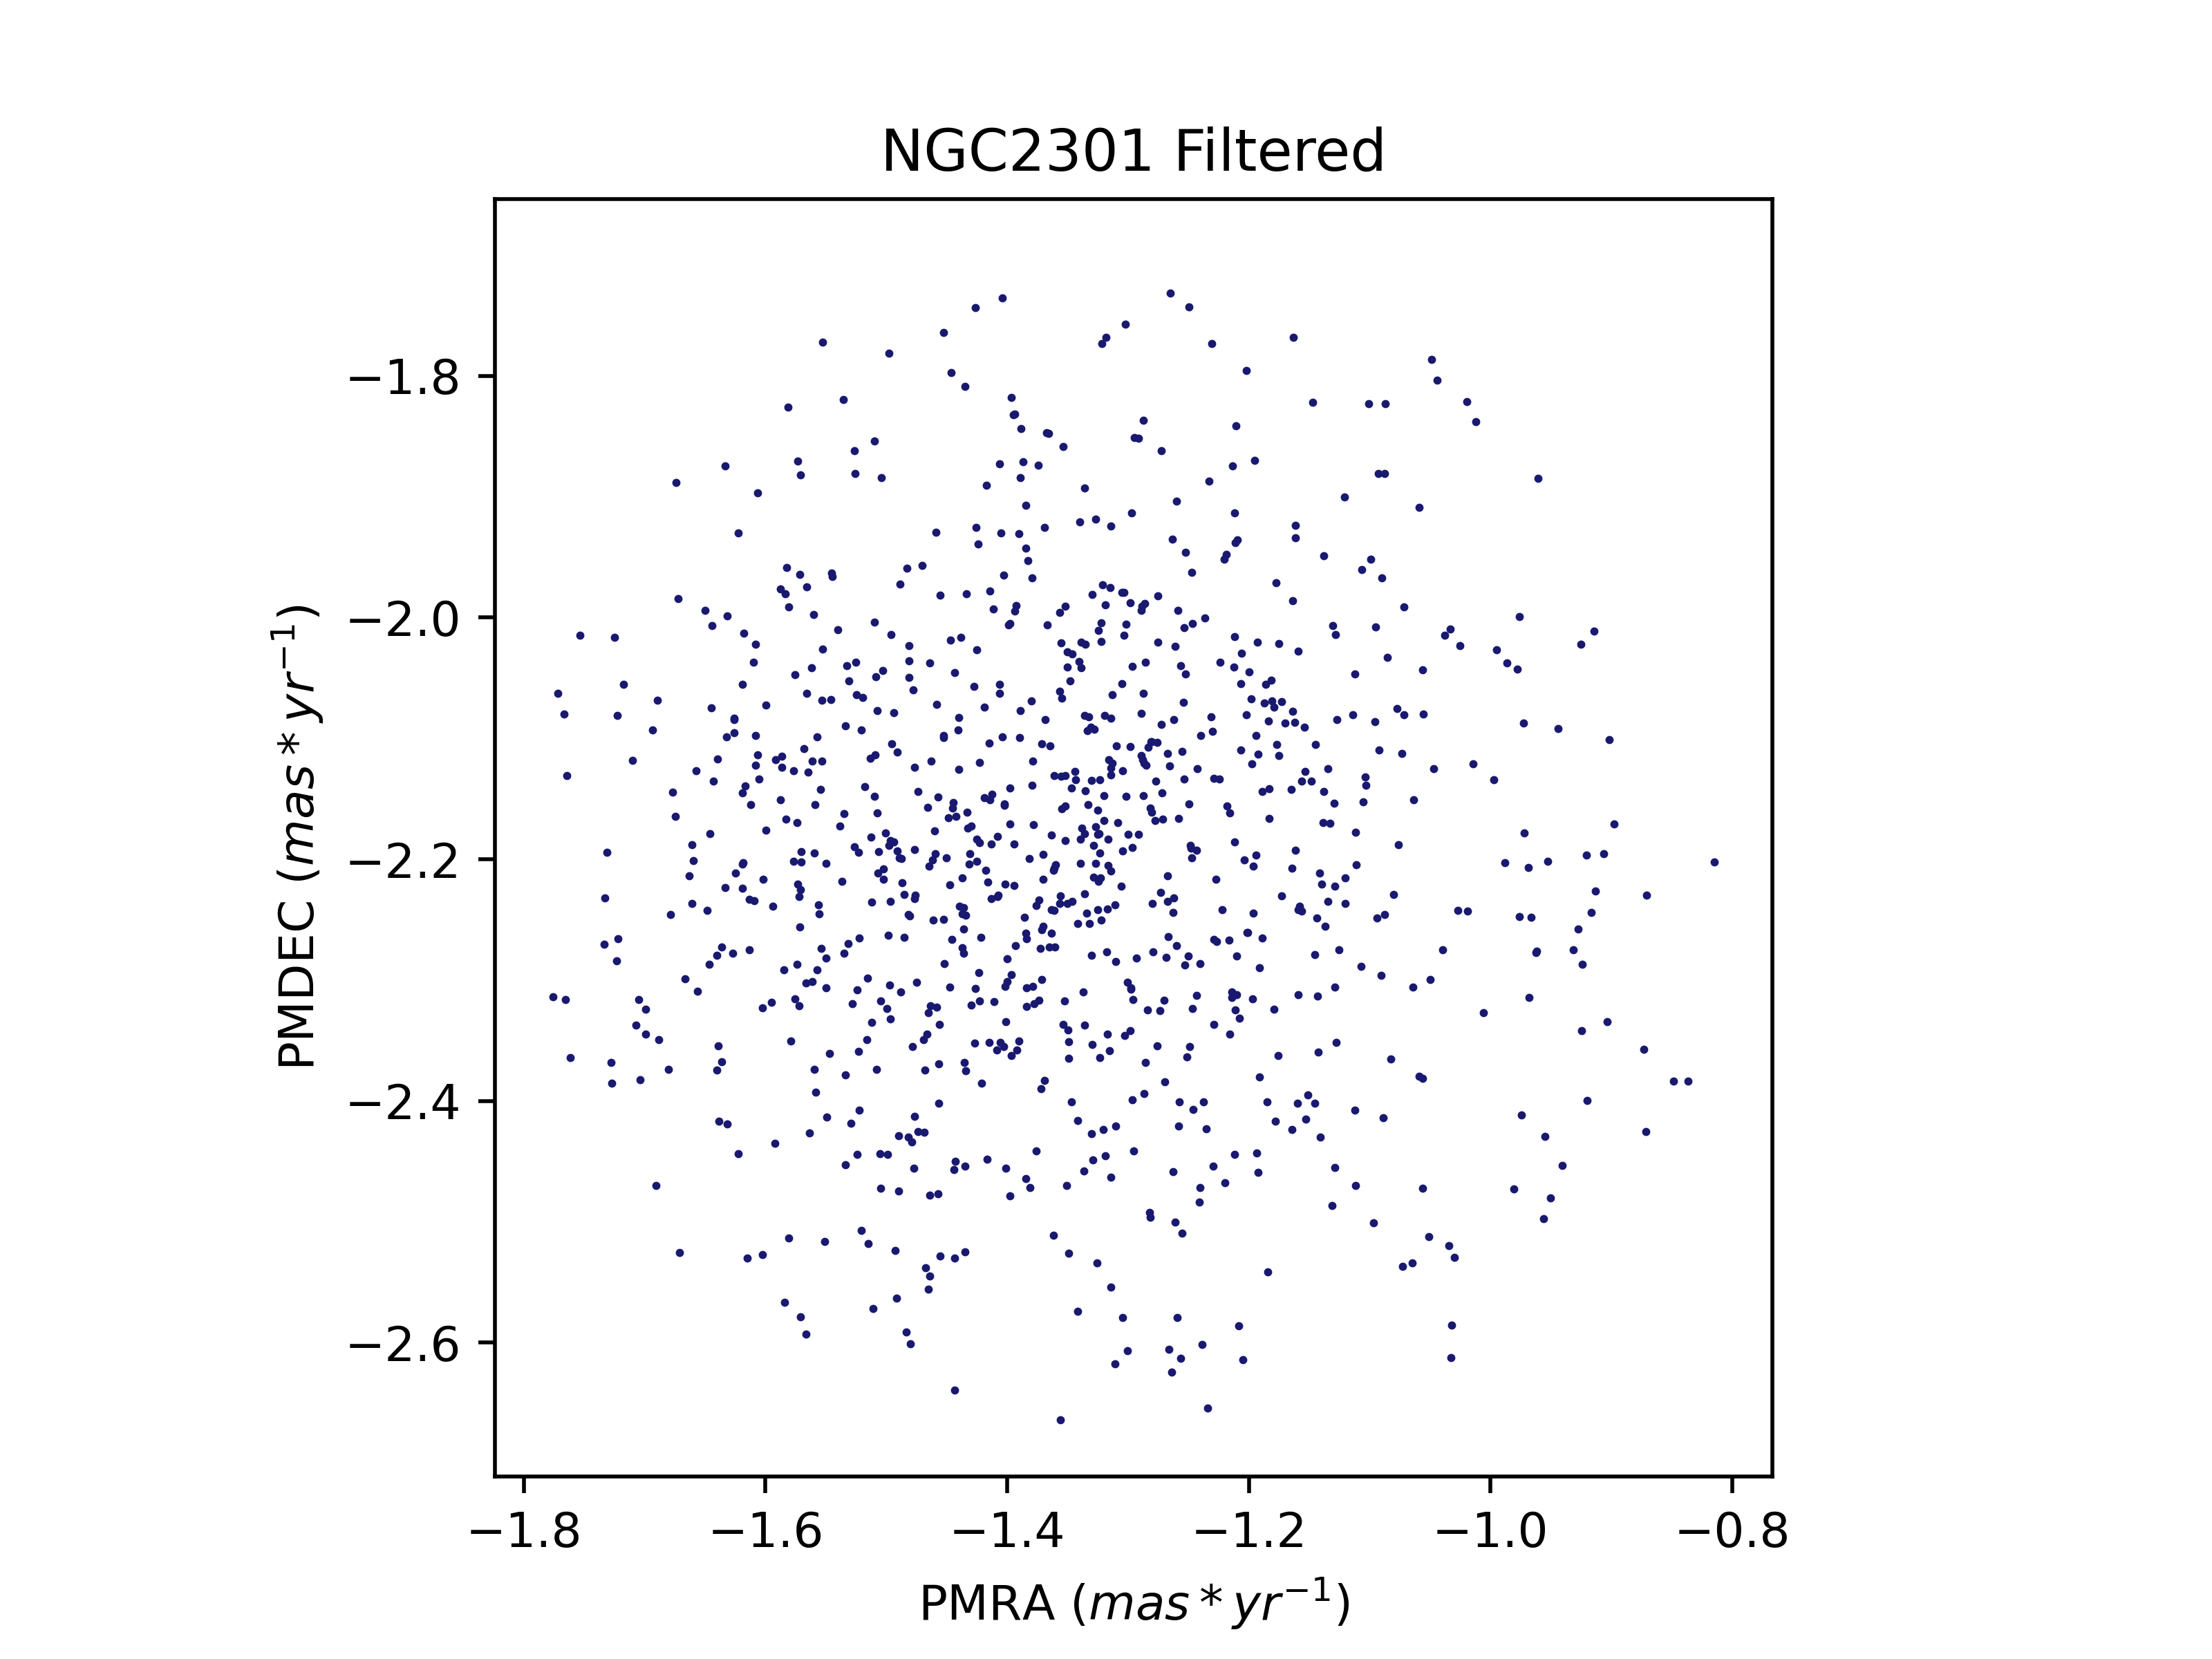 NGC2301 Filtered
PMDEC (mas * yr⁻¹)
−1.8
−2.0
−2.2
−2.4
−2.6
−1.8 −1.6 −1.4 −1.2 −1.0 −0.8
PMRA (mas * yr⁻¹)